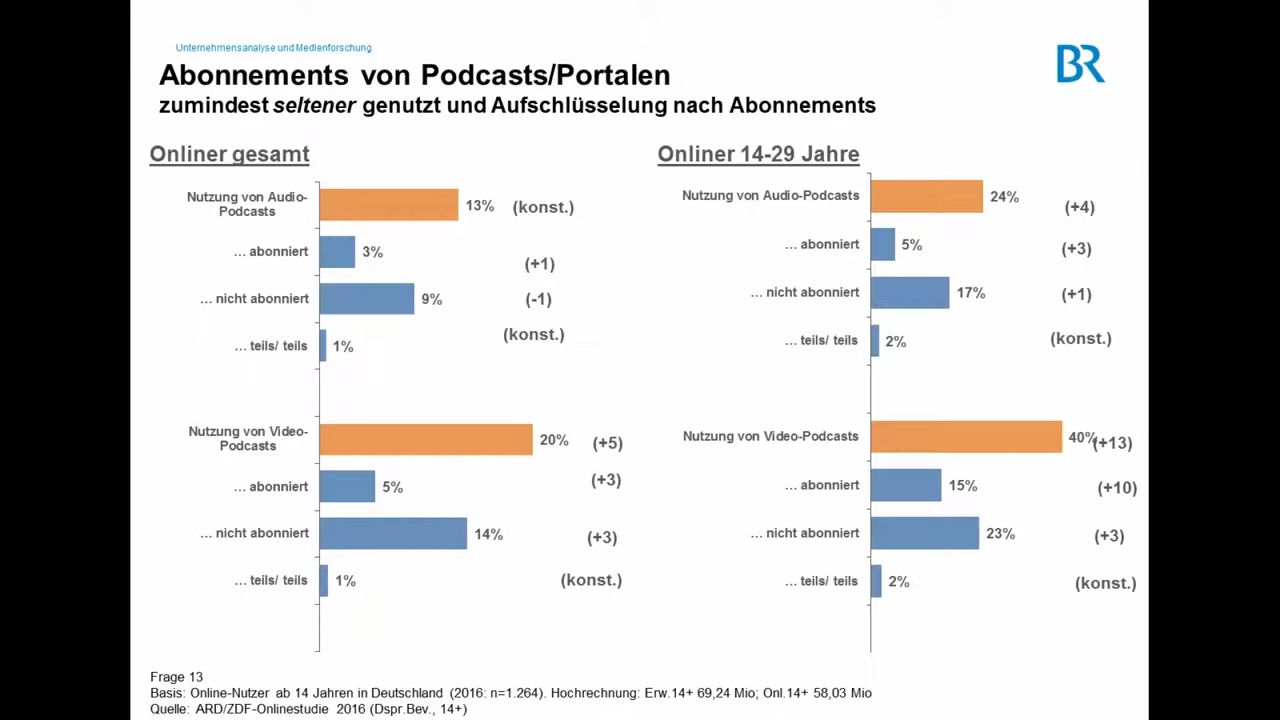 Unternehmensanalyse und Medienforschung
BR
Abonnements von Podcasts/Portalen
zumindest seltener genutzt und Aufschlüsselung nach Abonnements
Onliner gesamt
Nutzung von Audio-
Podcasts
13% (konst.)
... abonniert 3% (+1)
... nicht abonniert 9% (-1)
... teils/ teils 1% (konst.)
Nutzung von Video-
Podcasts
20% (+5)
... abonniert 5% (+3)
... nicht abonniert 14% (+3)
... teils/ teils 1% (konst.)
Onliner 14-29 Jahre
Nutzung von Audio-Podcasts 24% (+4)
... abonniert 5% (+3)
... nicht abonniert 17% (+1)
... teils/ teils 2% (konst.)
Nutzung von Video-Podcasts 40% (+13)
... abonniert 15% (+10)
... nicht abonniert 23% (+3)
... teils/ teils 2% (konst.)
Frage 13
Basis: Online-Nutzer ab 14 Jahren in Deutschland (2016: n=1.264). Hochrechnung: Erw.14+ 69,24 Mio; Onl.14+ 58,03 Mio
Quelle: ARD/ZDF-Onlinestudie 2016 (Dspr.Bev., 14+)